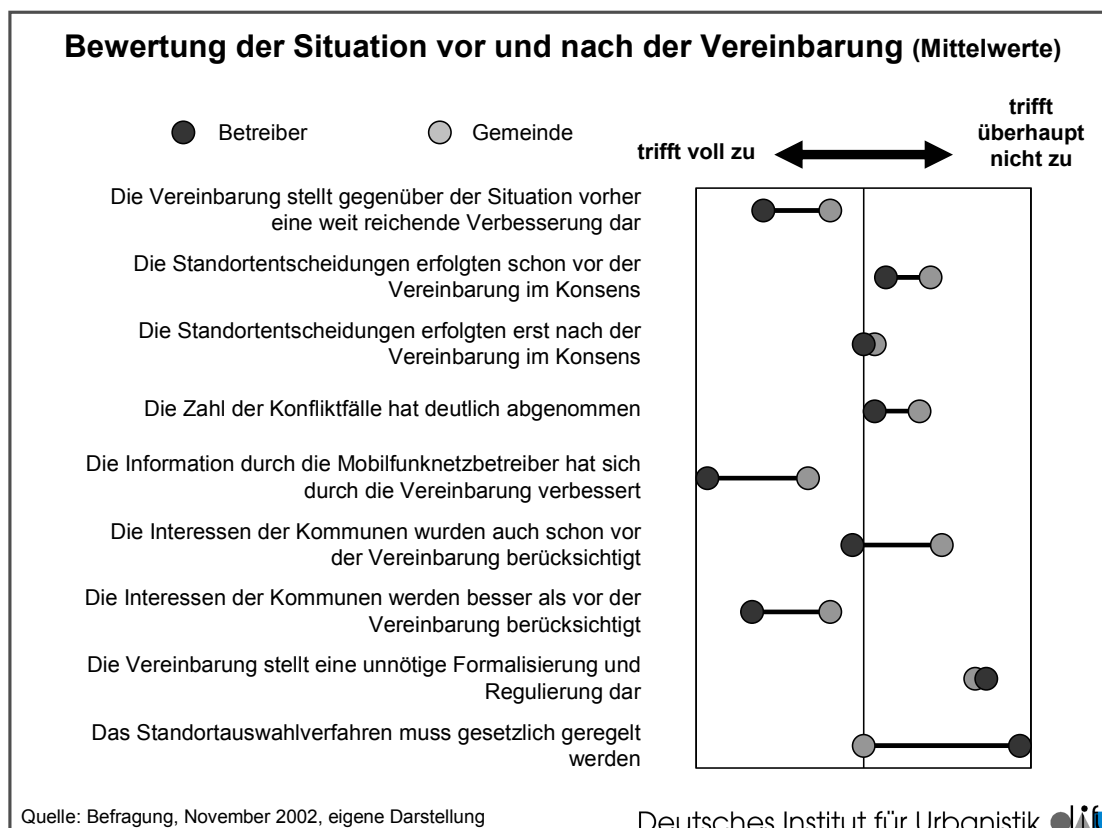 Bewertung der Situation vor und nach der Vereinbarung (Mittelwerte)
Betreiber
Gemeinde
trifft voll zu
trifft
überhaupt
nicht zu
Die Vereinbarung stellt gegenüber der Situation vorher
eine weit reichende Verbesserung dar
Die Standortentscheidungen erfolgten schon vor der
Vereinbarung im Konsens
Die Standortentscheidungen erfolgten erst nach der
Vereinbarung im Konsens
Die Zahl der Konfliktfälle hat deutlich abgenommen
Die Information durch die Mobilfunknetzbetreiber hat sich
durch die Vereinbarung verbessert
Die Interessen der Kommunen wurden auch schon vor
der Vereinbarung berücksichtigt
Die Interessen der Kommunen werden besser als vor der
Vereinbarung berücksichtigt
Die Vereinbarung stellt eine unnötige Formalisierung und
Regulierung dar
Das Standortauswahlverfahren muss gesetzlich geregelt
werden
Quelle: Befragung, November 2002, eigene Darstellung
Deutsches Institut für Urbanistik